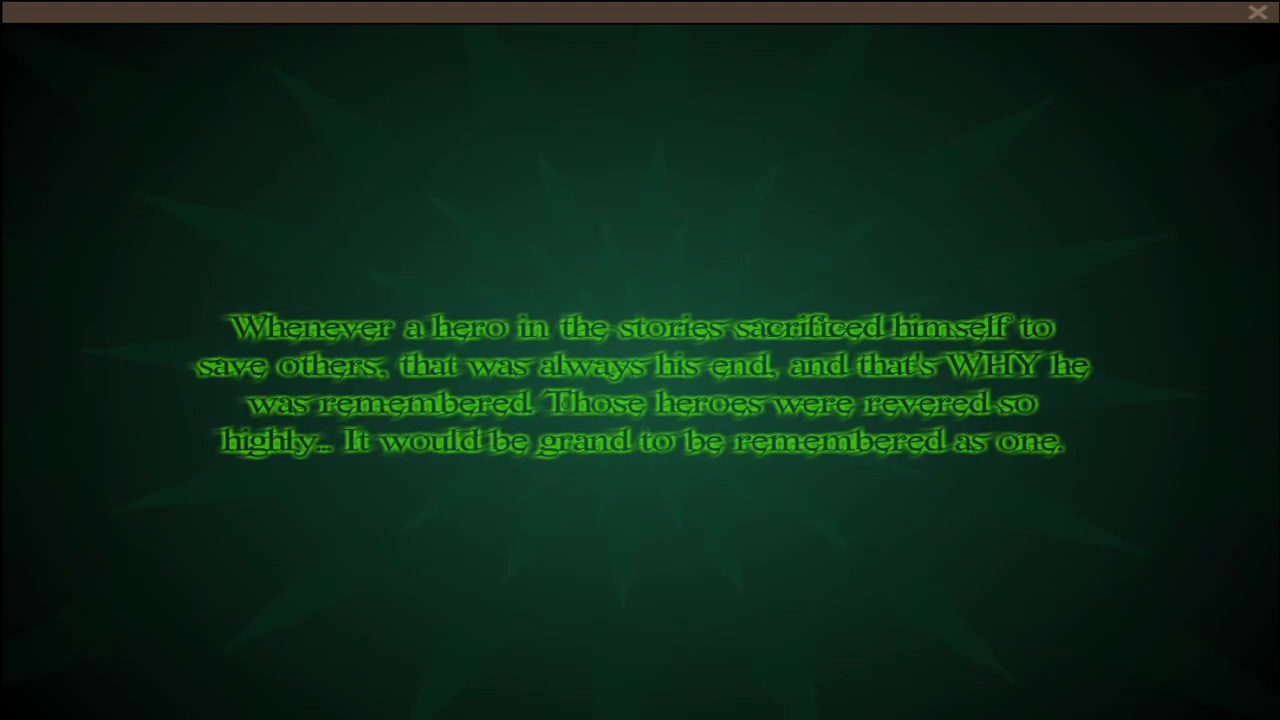 Whenever a hero in the stories sacrificed himself to
save others, that was always his end, and that's WHY he
was remembered. Those heroes were revered so
highly... It would be grand to be remembered as one.